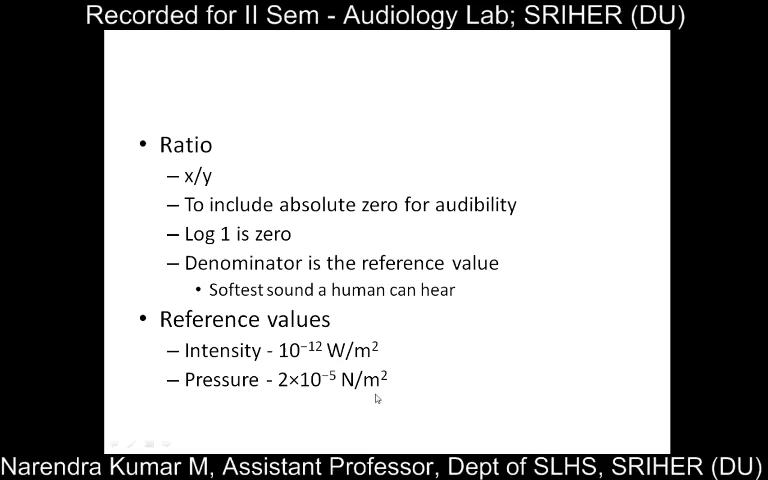 Recorded for II Sem - Audiology Lab; SRIHER (DU)
• Ratio
– x/y
– To include absolute zero for audibility
– Log 1 is zero
– Denominator is the reference value
• Softest sound a human can hear
• Reference values
– Intensity - 10⁻¹² W/m²
– Pressure - 2×10⁻⁵ N/m²
Narendra Kumar M, Assistant Professor, Dept of SLHS, SRIHER (DU)